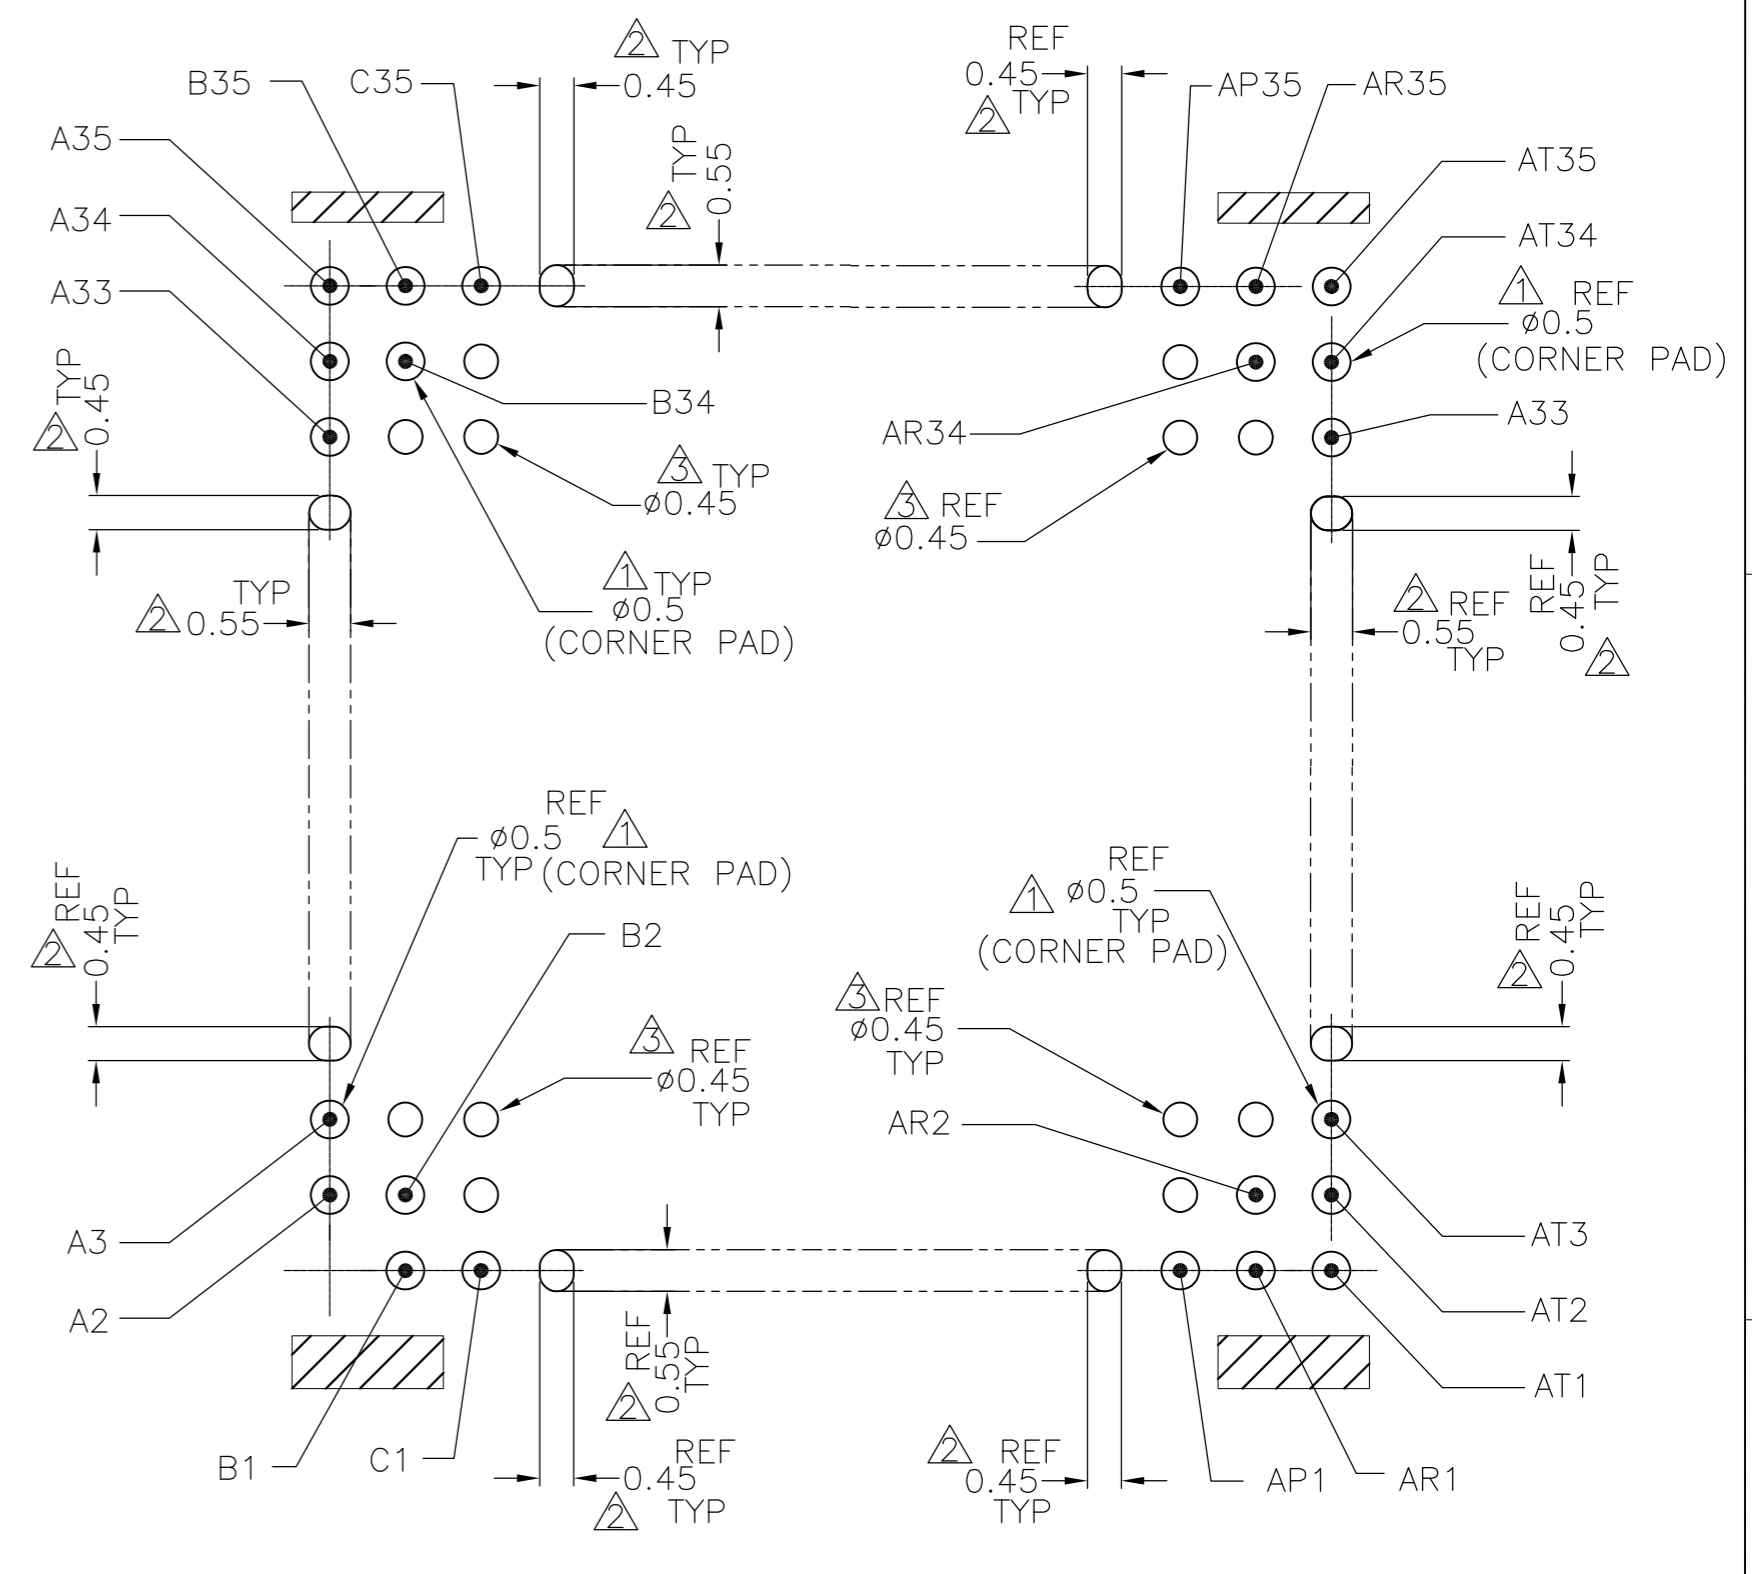 2 TYP
0.45
REF
0.45
TYP
2
B35
C35
AP35
AR35
A35
2 TYP
0.55
AT35
A34
AT34
A33
1 REF
ø0.5
(CORNER PAD)
2 TYP
0.45
B34
AR34
A33
3 TYP
ø0.45
3 REF
ø0.45
1 TYP
ø0.5
(CORNER PAD)
TYP
2 0.55
2 REF
0.55
TYP
REF
0.45
TYP
2
REF
ø0.5 1
TYP (CORNER PAD)
REF
1 ø0.5
TYP
(CORNER PAD)
2 REF
0.45
TYP
B2
2 REF
0.45
TYP
3 REF
ø0.45
TYP
3 REF
ø0.45
TYP
AR2
A3
AT3
A2
AT2
2 REF
0.55
TYP
AT1
B1
C1
REF
0.45
2 TYP
2 REF
0.45
TYP
AP1
AR1